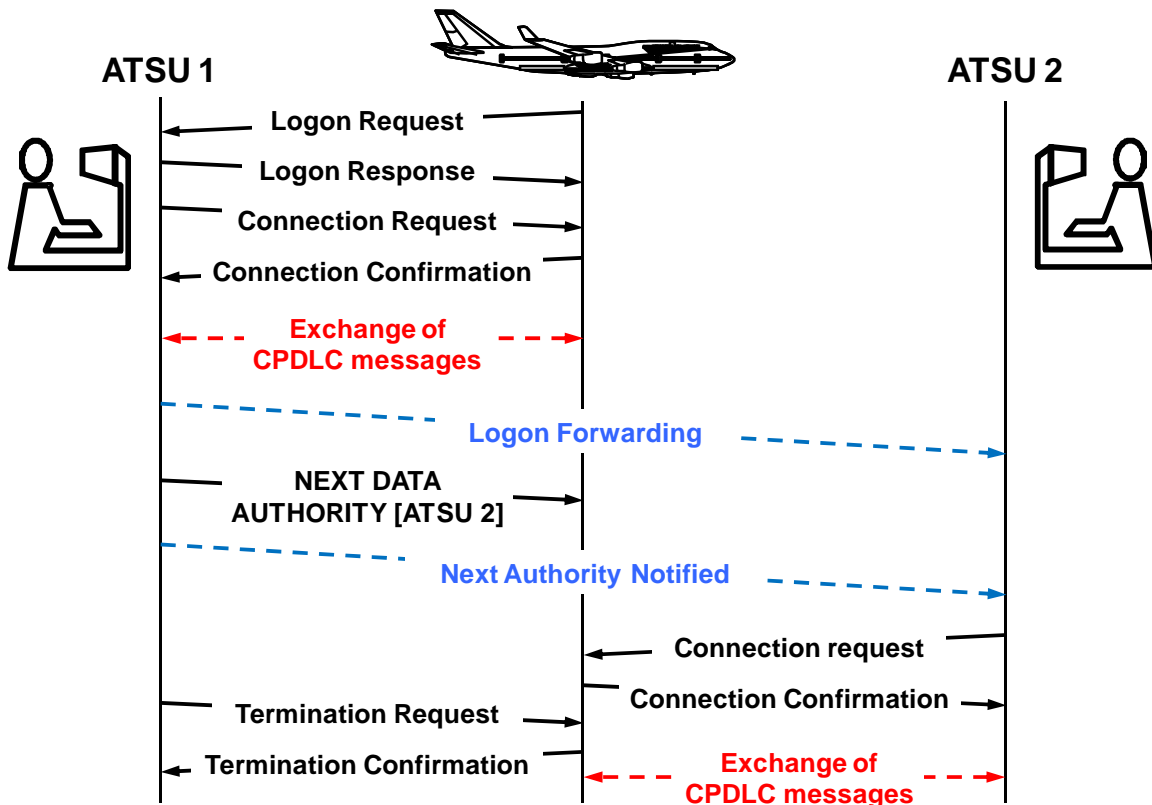 ATSU 1
ATSU 2
Logon Request
Logon Response
Connection Request
Connection Confirmation
Exchange of
CPDLC messages
Logon Forwarding
NEXT DATA
AUTHORITY [ATSU 2]
Next Authority Notified
Connection request
Connection Confirmation
Termination Request
Termination Confirmation
Exchange of
CPDLC messages